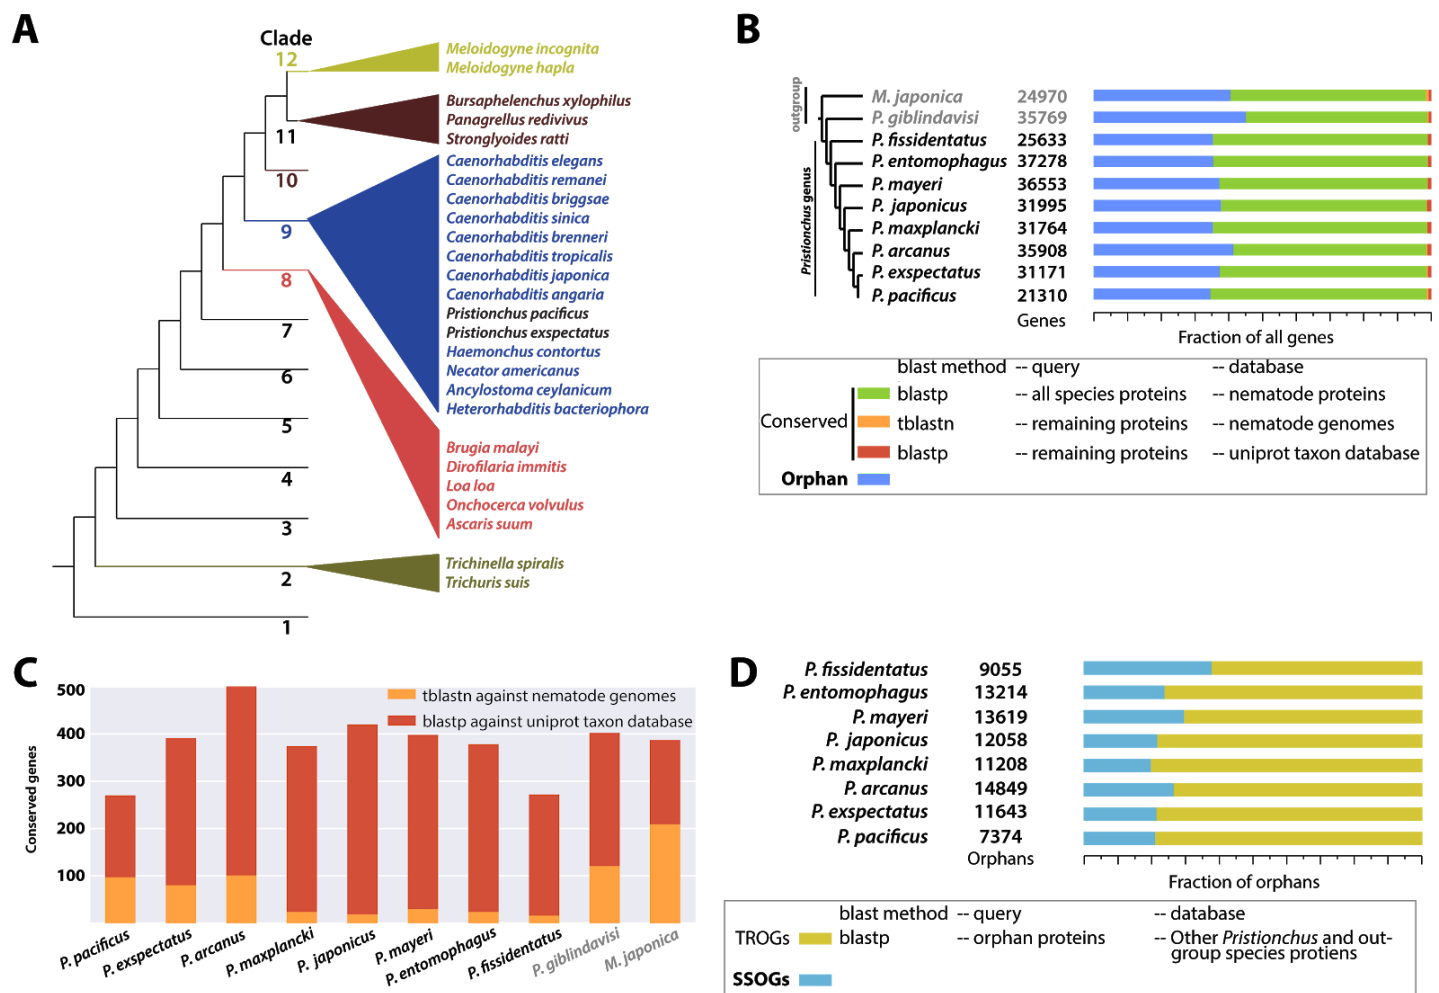 A
Clade
12
11
10
9
8
7
6
5
4
3
2
1
Meloidogyne incognita
Meloidogyne hapla
Bursaphelenchus xylophilus
Panagrellus redivivus
Stronglyoides ratti
Caenorhabditis elegans
Caenorhabditis remanei
Caenorhabditis briggsae
Caenorhabditis sinica
Caenorhabditis brenneri
Caenorhabditis tropicalis
Caenorhabditis japonica
Caenorhabditis angaria
Pristionchus pacificus
Pristionchus exspectatus
Haemonchus contortus
Necator americanus
Ancylostoma ceylanicum
Heterorhabditis bacteriophora
Brugia malayi
Dirofilaria immitis
Loa loa
Onchocerca volvulus
Ascaris suum
Trichinella spiralis
Trichuris suis
B
outgroup
Pristionchus genus
M. japonica 24970
P. giblindavisi 35769
P. fissidentatus 25633
P. entomophagus 37278
P. mayeri 36553
P. japonicus 31995
P. maxplancki 31764
P. arcanus 35908
P. exspectatus 31171
P. pacificus 21310
Genes
Fraction of all genes
blast method -- query -- database
Conserved
blastp -- all species proteins -- nematode proteins
tblastn -- remaining proteins -- nematode genomes
blastp -- remaining proteins -- uniprot taxon database
Orphan
C
Conserved genes
500
400
300
200
100
tblastn against nematode genomes
blastp against uniprot taxon database
P. pacificus
P. exspectatus
P. arcanus
P. maxplancki
P. japonicus
P. mayeri
P. entomophagus
P. fissidentatus
P. giblindavisi
M. japonica
D
P. fissidentatus 9055
P. entomophagus 13214
P. mayeri 13619
P. japonicus 12058
P. maxplancki 11208
P. arcanus 14849
P. exspectatus 11643
P. pacificus 7374
Orphans
Fraction of orphans
blast method -- query -- database
TROGs blastp -- orphan proteins -- Other Pristionchus and out-
group species protiens
SSOGs